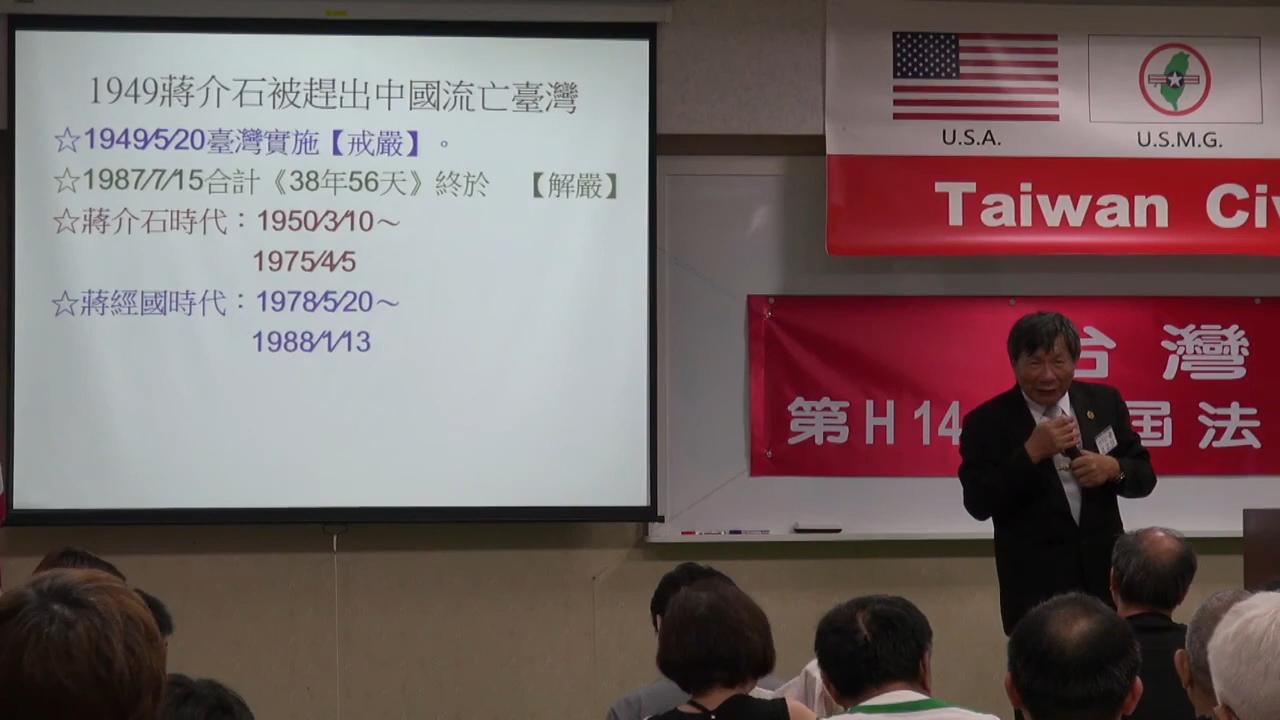 1949蔣介石被趕出中國流亡臺灣
☆1949/5/20臺灣實施【戒嚴】。
☆1987/7/15合計《38年56天》終於 【解嚴】
☆蔣介石時代：1950/3/10～
1975/4/5
☆蔣經國時代：1978/5/20～
1988/1/13
U.S.A.
U.S.M.G.
Taiwan Civ
台灣
第H14 屆法